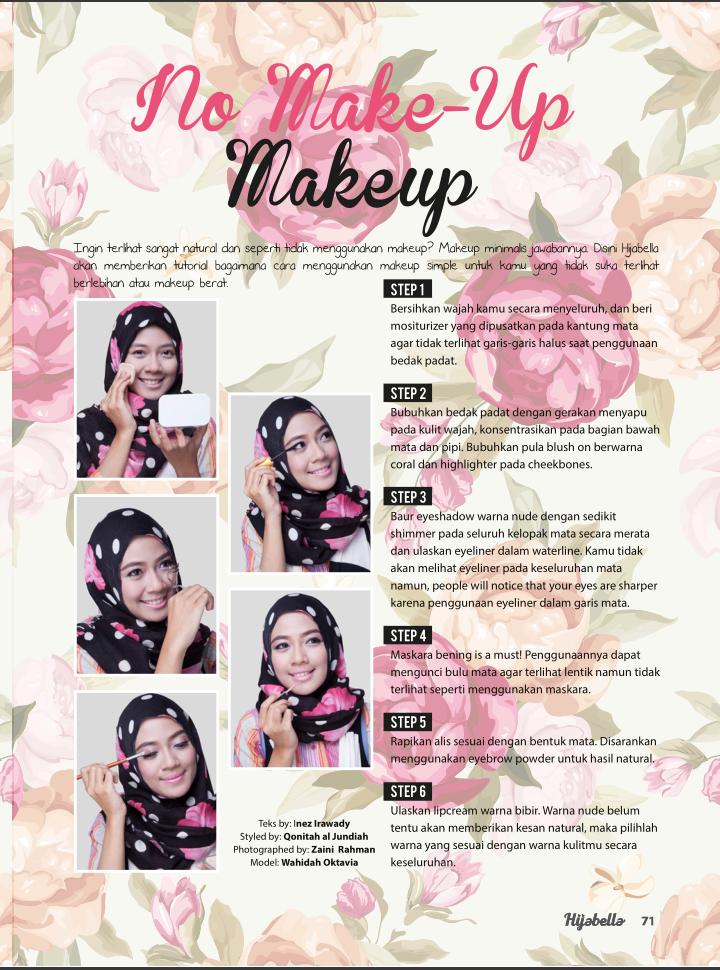 No Make-Up
Makeup
Ingin terlihat sangat natural dan seperti tidak menggunakan makeup? Makeup minimalis jawabannya. Disini Hijabella
akan memberikan tutorial bagaimana cara menggunakan makeup simple untuk kamu yang tidak suka terlihat
berlebihan atau makeup berat.
STEP 1
Bersihkan wajah kamu secara menyeluruh, dan beri
mositurizer yang dipusatkan pada kantung mata
agar tidak terlihat garis-garis halus saat penggunaan
bedak padat.
STEP 2
Bubuhkan bedak padat dengan gerakan menyapu
pada kulit wajah, konsentrasikan pada bagian bawah
mata dan pipi. Bubuhkan pula blush on berwarna
coral dan highlighter pada cheekbones.
STEP 3
Baur eyeshadow warna nude dengan sedikit
shimmer pada seluruh kelopak mata secara merata
dan ulaskan eyeliner dalam waterline. Kamu tidak
akan melihat eyeliner pada keseluruhan mata
namun, people will notice that your eyes are sharper
karena penggunaan eyeliner dalam garis mata.
STEP 4
Maskara bening is a must! Penggunaannya dapat
mengunci bulu mata agar terlihat lentik namun tidak
terlihat seperti menggunakan maskara.
STEP 5
Rapikan alis sesuai dengan bentuk mata. Disarankan
menggunakan eyebrow powder untuk hasil natural.
STEP 6
Ulaskan lipcream warna bibir. Warna nude belum
tentu akan memberikan kesan natural, maka pilihlah
warna yang sesuai dengan warna kulitmu secara
keseluruhan.
Teks by: Inez Irawady
Styled by: Qonitah al Jundiah
Photographed by: Zaini Rahman
Model: Wahidah Oktavia
Hijabella 71